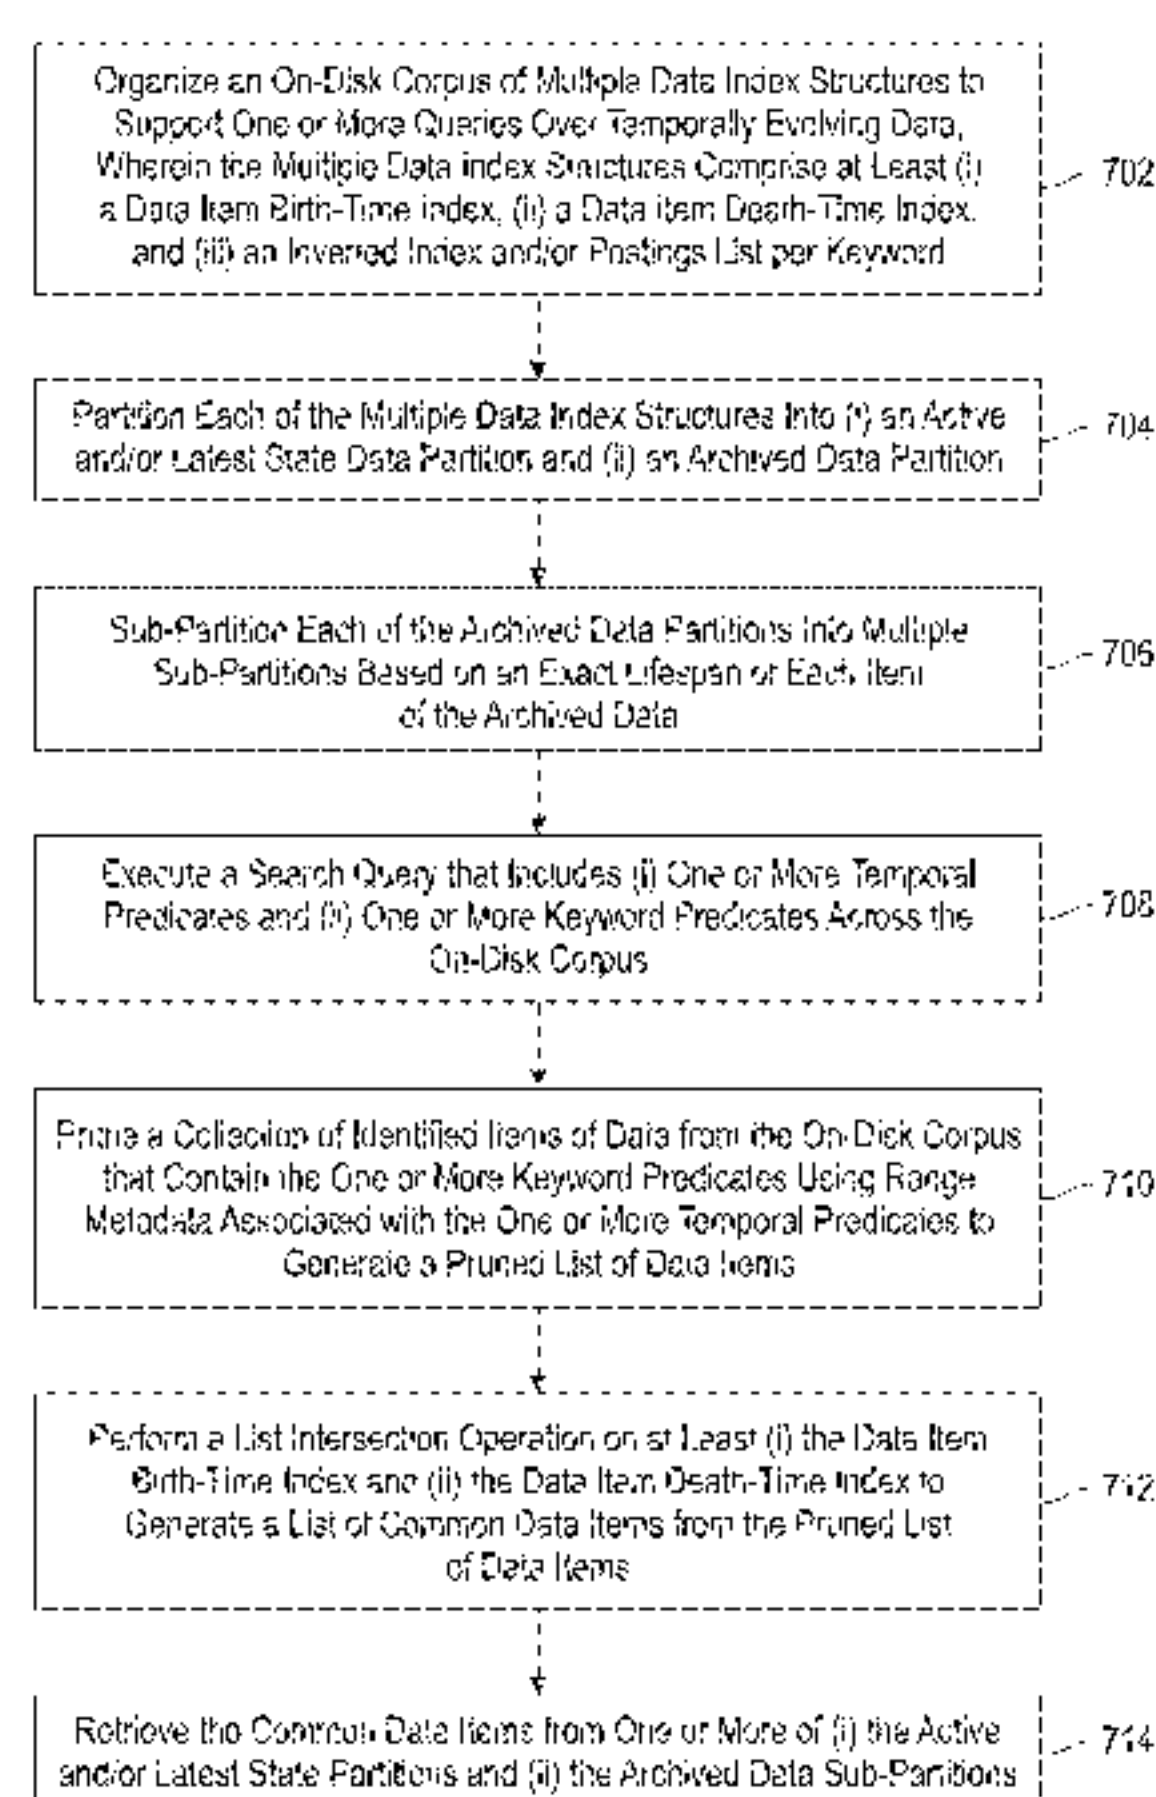 Organize an On-Disk Corpus of Multiple Data Index Structures to
Support One or More Queries Over Temporally Evolving Data,
Wherein the Multiple Data Index Structures Comprise at Least (i)
a Data Item Birth-Time Index, (ii) a Data Item Death-Time Index,
and (iii) an Inverted Index and/or Postings List per Keyword
702
Partition Each of the Multiple Data Index Structures Into (i) an Active
and/or Latest State Data Partition and (ii) an Archived Data Partition
704
Sub-Partition Each of the Archived Data Partitions Into Multiple
Sub-Partitions Based on an Exact Lifespan of Each Item
of the Archived Data
706
Execute a Search Query that Includes (i) One or More Temporal
Predicates and (ii) One or More Keyword Predicates Across the
On-Disk Corpus
708
Prune a Collection of Identified Items of Data from the On-Disk Corpus
that Contain the One or More Keyword Predicates Using Range
Metadata Associated with the One or More Temporal Predicates to
Generate a Pruned List of Data Items
710
Perform a List Intersection Operation on at Least (i) the Data Item
Birth-Time Index and (ii) the Data Item Death-Time Index to
Generate a List of Common Data Items from the Pruned List
of Data Items
712
Retrieve the Common Data Items from One or More of (i) the Active
and/or Latest State Partitions and (ii) the Archived Data Sub-Partitions
714